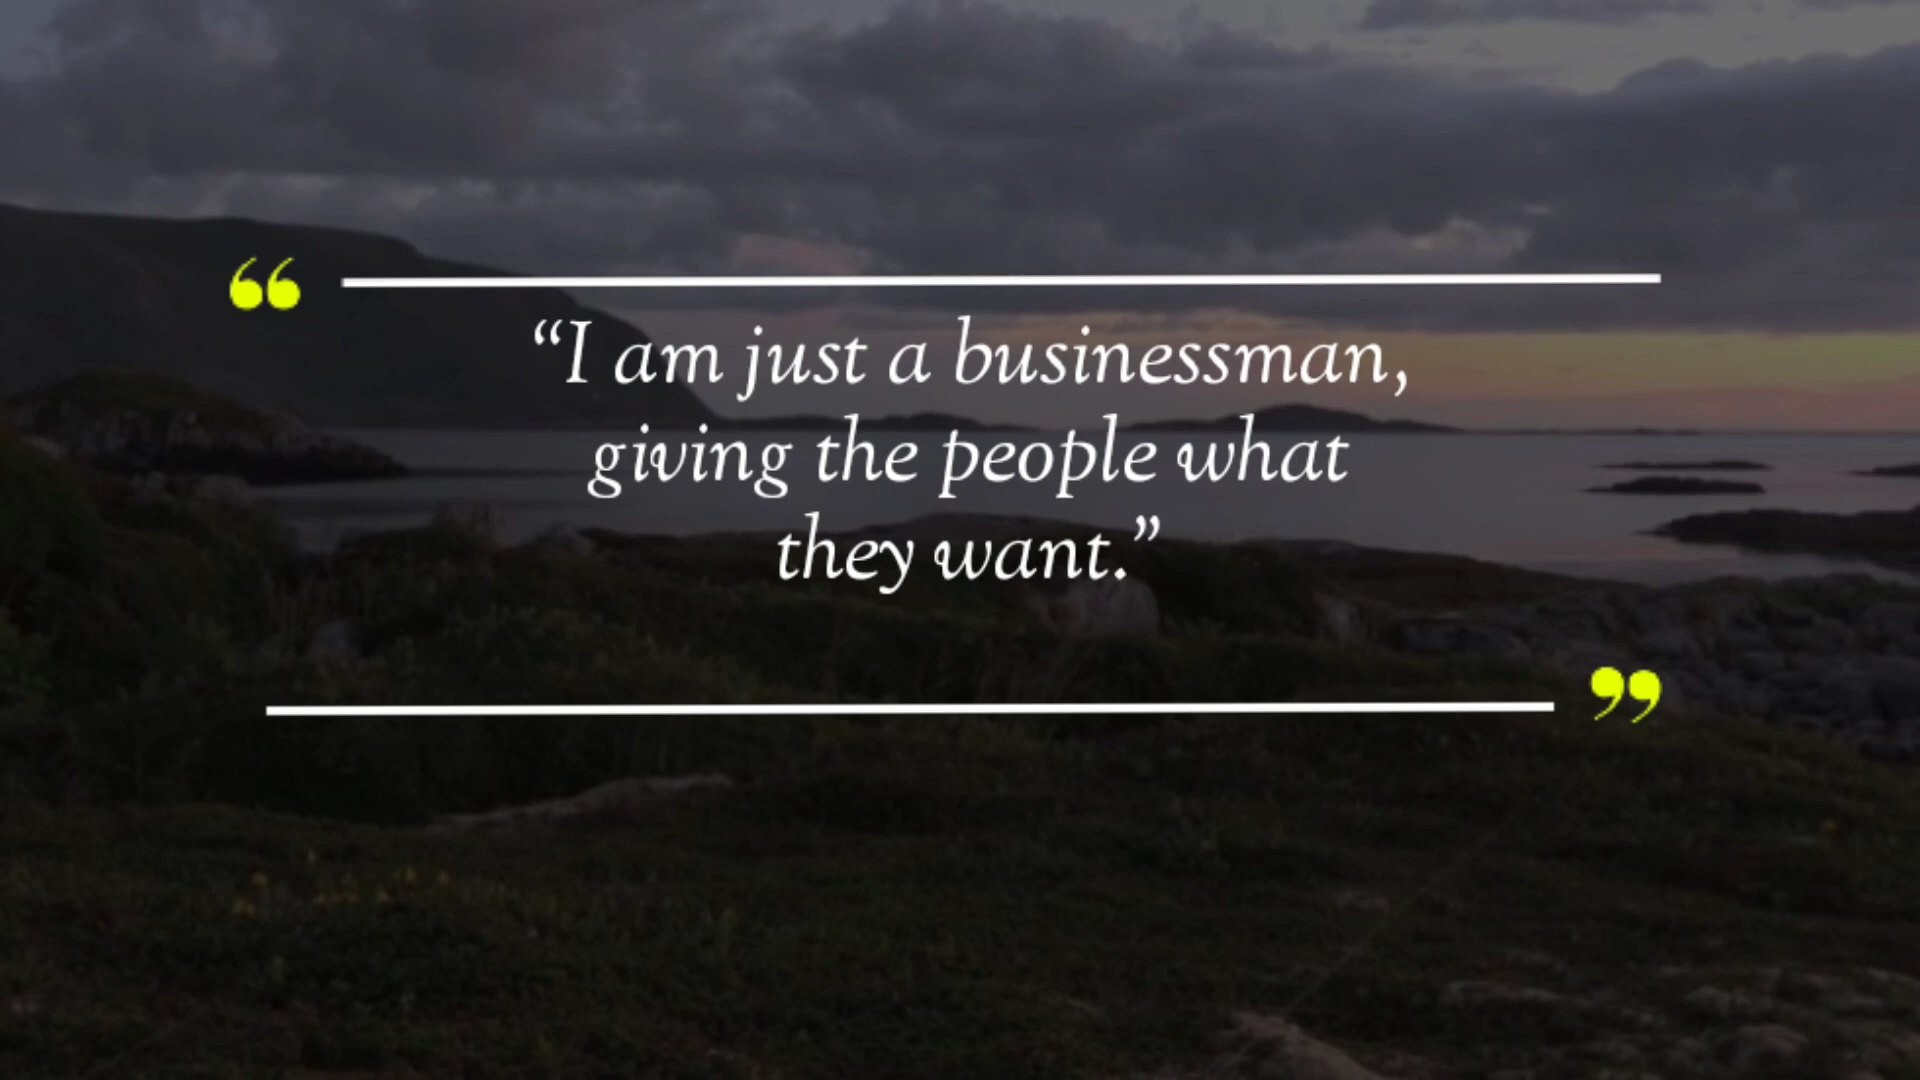 “I am just a businessman,
giving the people what
they want.”